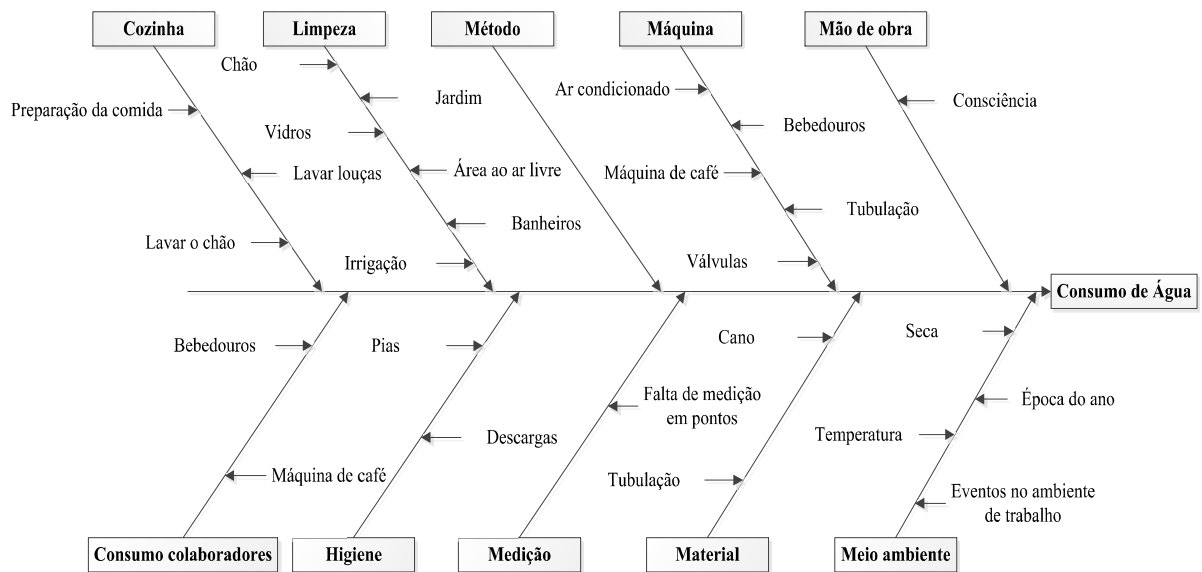 Cozinha
Limpeza
Método
Máquina
Mão de obra
Chão
Ar condicionado
Preparação da comida
Jardim
Consciência
Vidros
Bebedouros
Lavar louças
Área ao ar livre
Máquina de café
Lavar o chão
Banheiros
Tubulação
Irrigação
Válvulas
Consumo de Água
Bebedouros
Pias
Cano
Seca
Falta de medição
em pontos
Época do ano
Descargas
Temperatura
Máquina de café
Tubulação
Eventos no ambiente
de trabalho
Consumo colaboradores
Higiene
Medição
Material
Meio ambiente